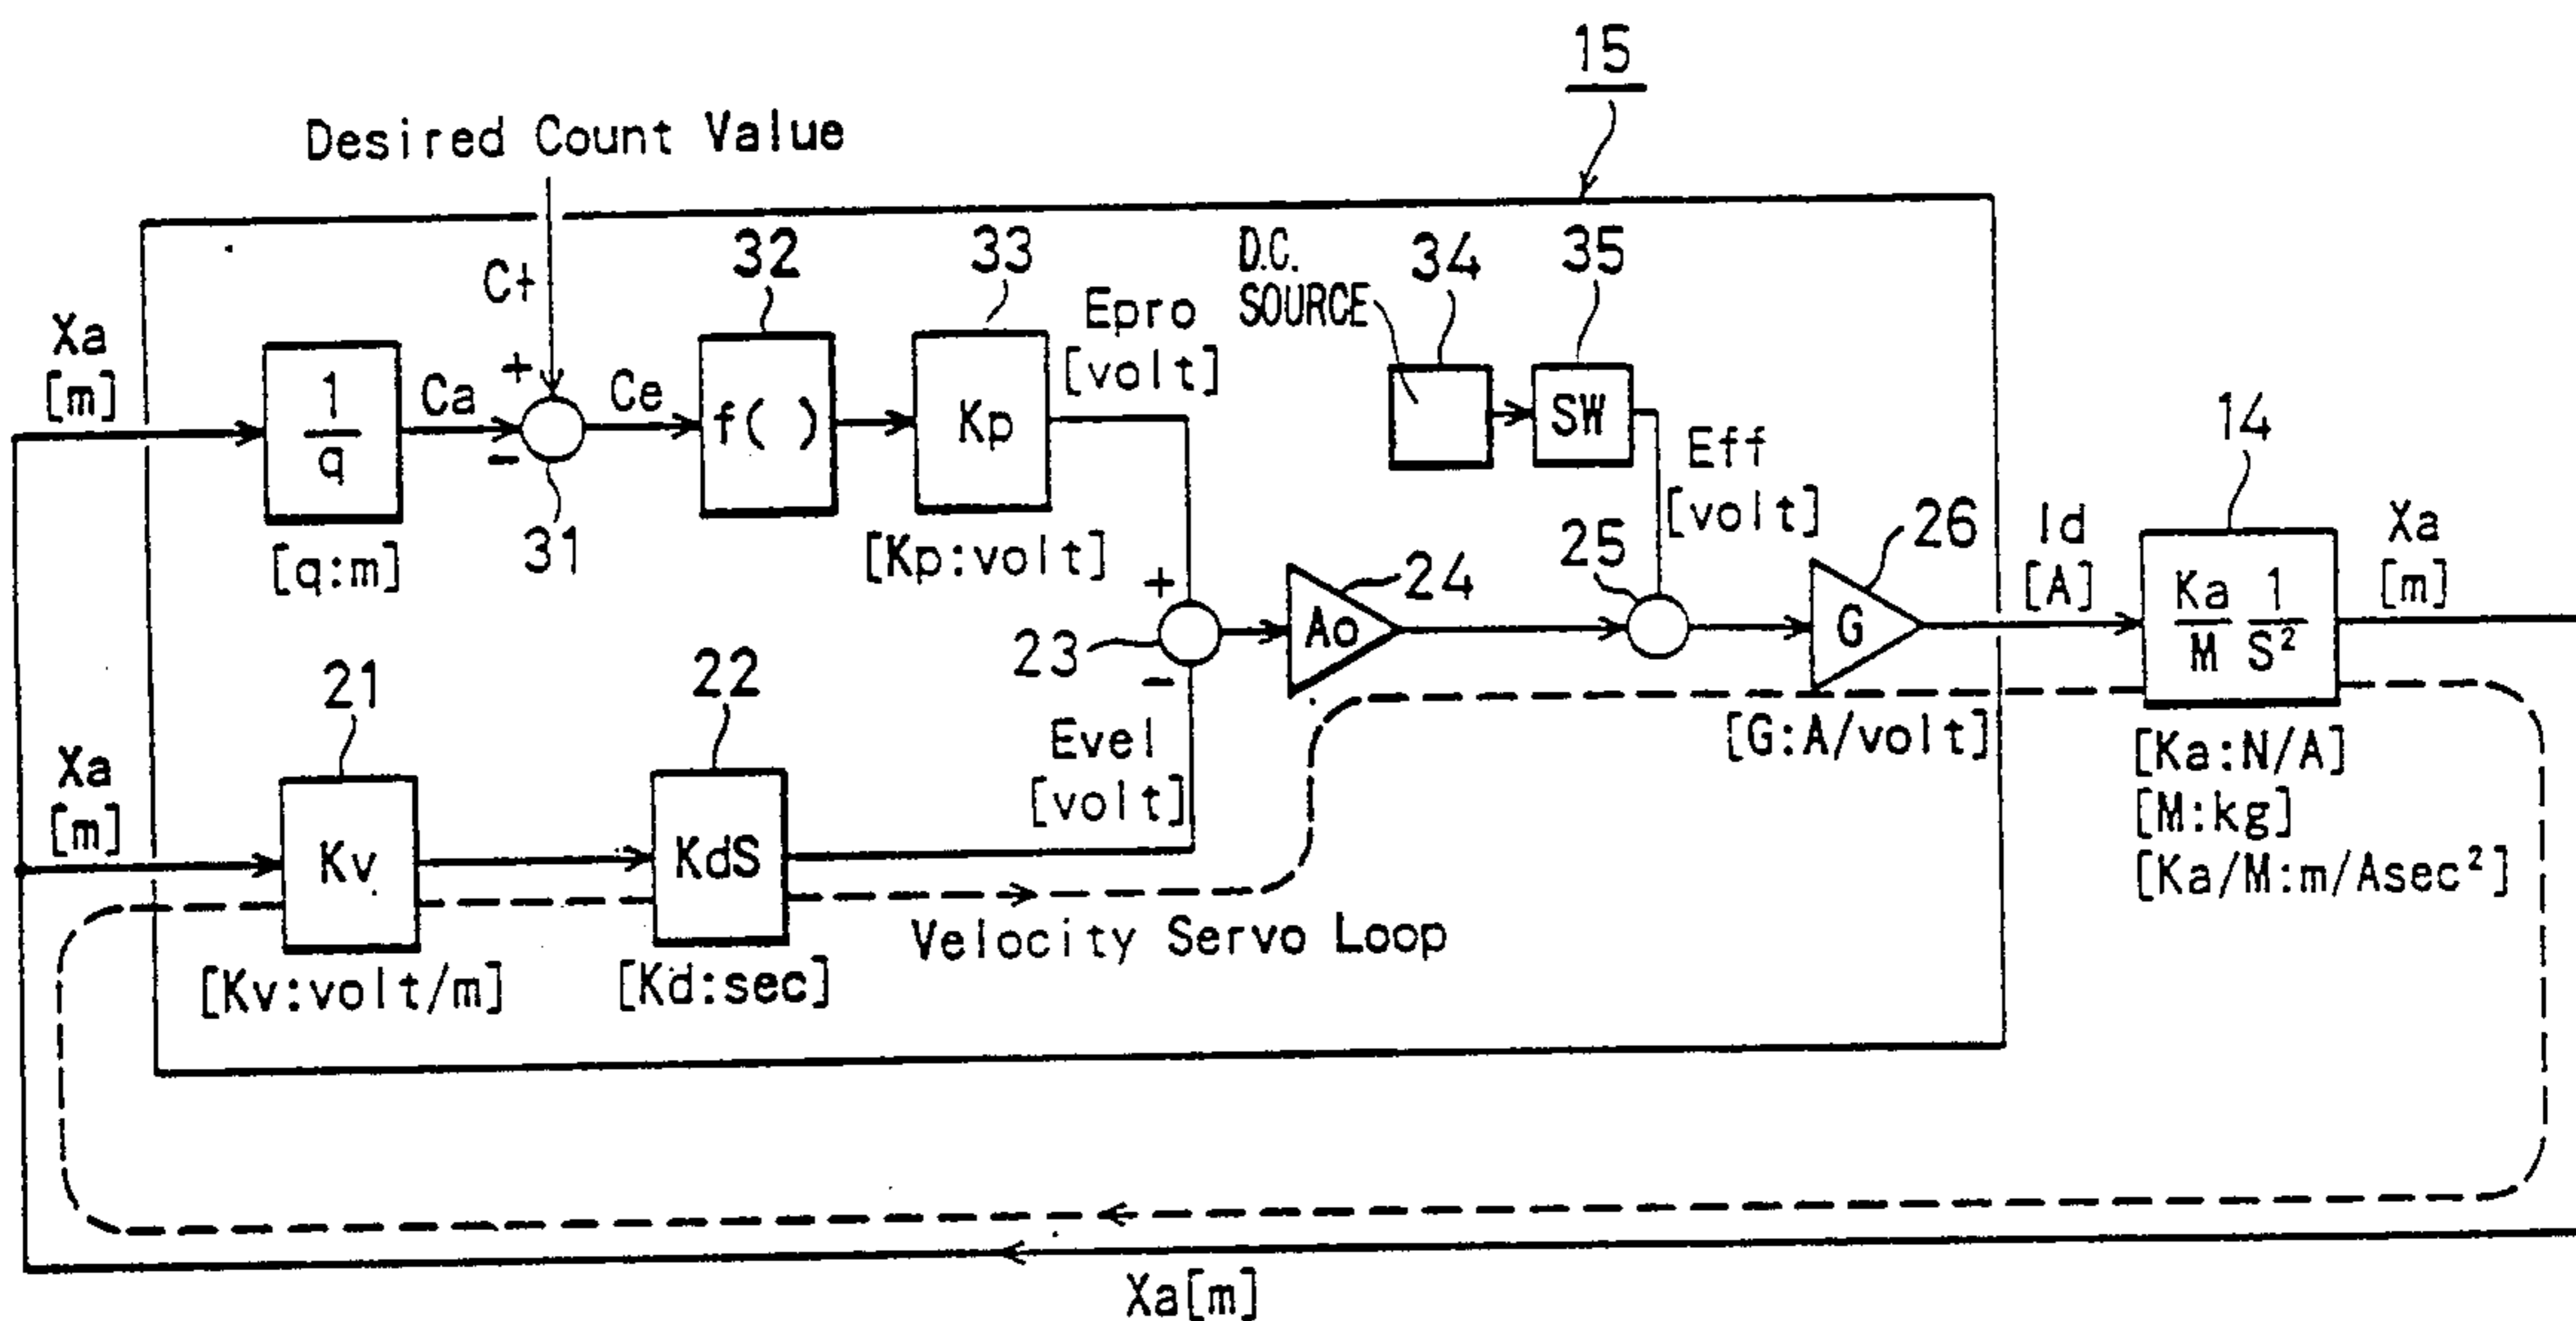 15
Desired Count Value
Ct
32
33
D.C.
SOURCE
34
35
Xa
[m]
1
q
Ca
+
-
Ce
f( )
Kp
Epro
[volt]
SW
Eff
[volt]
14
31
[q:m]
[Kp:volt]
+
-
23
Ao
24
25
G
26
Id
[A]
Ka 1
M S²
Xa
[m]
21
22
Evel
[volt]
[G:A/volt]
[Ka:N/A]
[M:kg]
[Ka/M:m/Asec²]
Xa
[m]
Kv
KdS
Velocity Servo Loop
[Kv:volt/m]
[Kd:sec]
Xa[m]